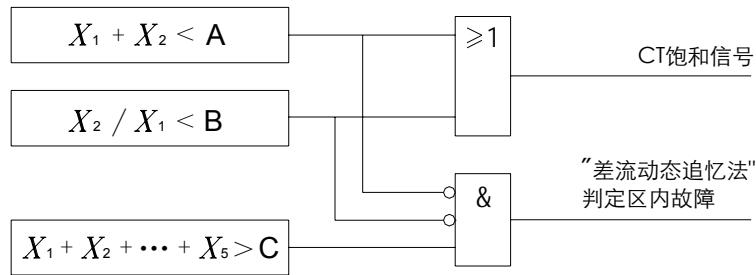 X₁ + X₂ < A
≥1
CT饱和信号
X₂ / X₁ < B
"差流动态追忆法"
判定区内故障
&
X₁ + X₂ + ••• + X₅ > C